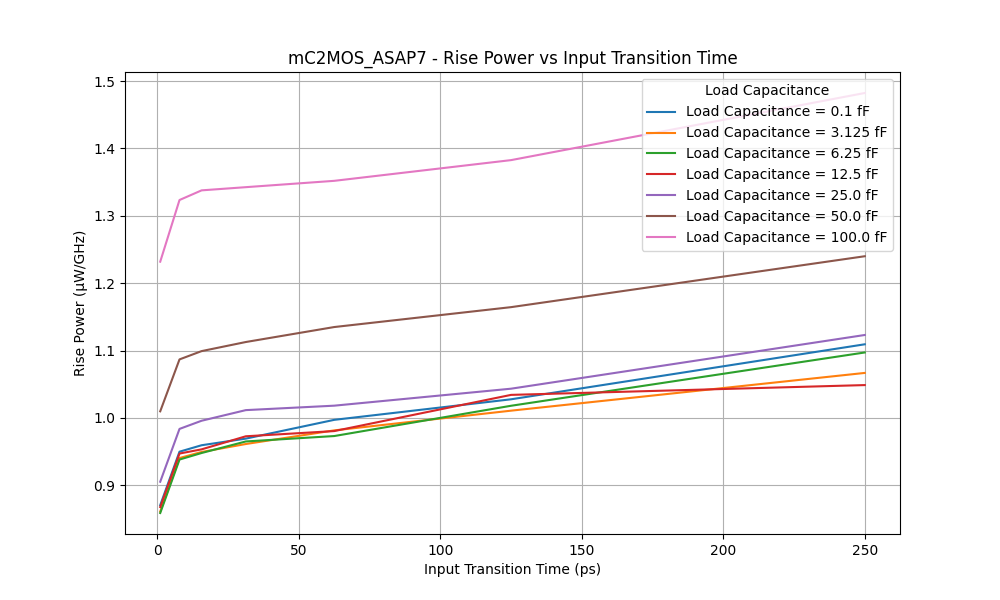 mC2MOS_ASAP7 - Rise Power vs Input Transition Time
Load Capacitance
Load Capacitance = 0.1 fF
Load Capacitance = 3.125 fF
Load Capacitance = 6.25 fF
Load Capacitance = 12.5 fF
Load Capacitance = 25.0 fF
Load Capacitance = 50.0 fF
Load Capacitance = 100.0 fF
Rise Power (μW/GHz)
1.5
1.4
1.3
1.2
1.1
1.0
0.9
0
50
100
150
200
250
Input Transition Time (ps)